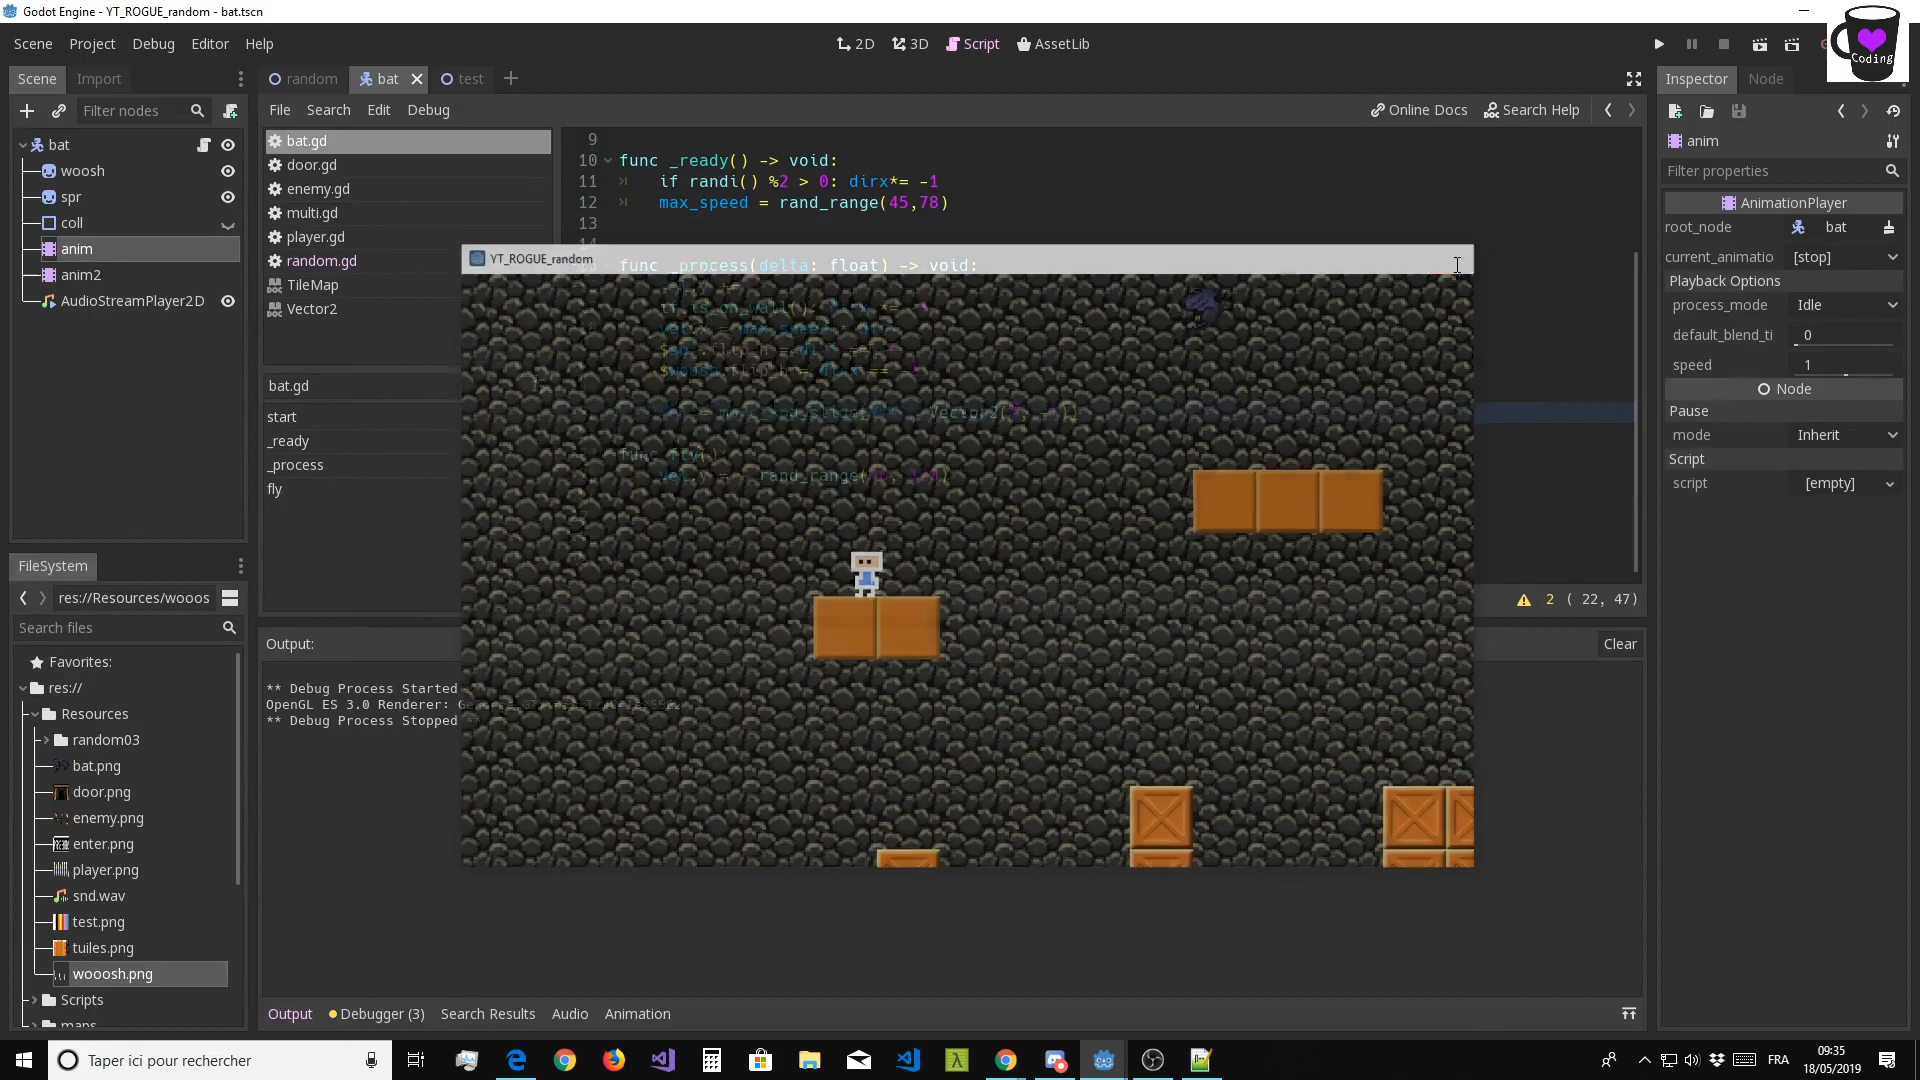 Godot Engine - YT_ROGUE_random - bat.tscn
Scene Project Debug Editor Help
2D 3D Script AssetLib
Coding
Scene Import
random bat test
Inspector Node
Filter nodes
File Search Edit Debug
Online Docs Search Help
bat
woosh
spr
coll
anim
anim2
AudioStreamPlayer2D
bat.gd
door.gd
enemy.gd
multi.gd
player.gd
random.gd
TileMap
Vector2
bat.gd
start
_ready
_process
fly
9
10 func _ready() -> void:
11 if randi() %2 > 0: dirx*= -1
12 max_speed = rand_range(45,78)
13
14
YT_ROGUE_random
func _process(delta: float) -> void:
func fly()
2 ( 22, 47)
anim
Filter properties
AnimationPlayer
root_node bat
current_animatio [stop]
Playback Options
process_mode Idle
default_blend_ti 0
speed 1
Node
Pause
mode Inherit
Script
script [empty]
FileSystem
res://Resources/wooos
Search files
Favorites:
res://
Resources
random03
bat.png
door.png
enemy.png
enter.png
player.png
snd.wav
test.png
tuiles.png
wooosh.png
Scripts
maps
Output:
Clear
** Debug Process Started
OpenGL ES 3.0 Renderer:
** Debug Process Stopped **
Output Debugger (3) Search Results Audio Animation
Taper ici pour rechercher
FRA
09:35
18/05/2019